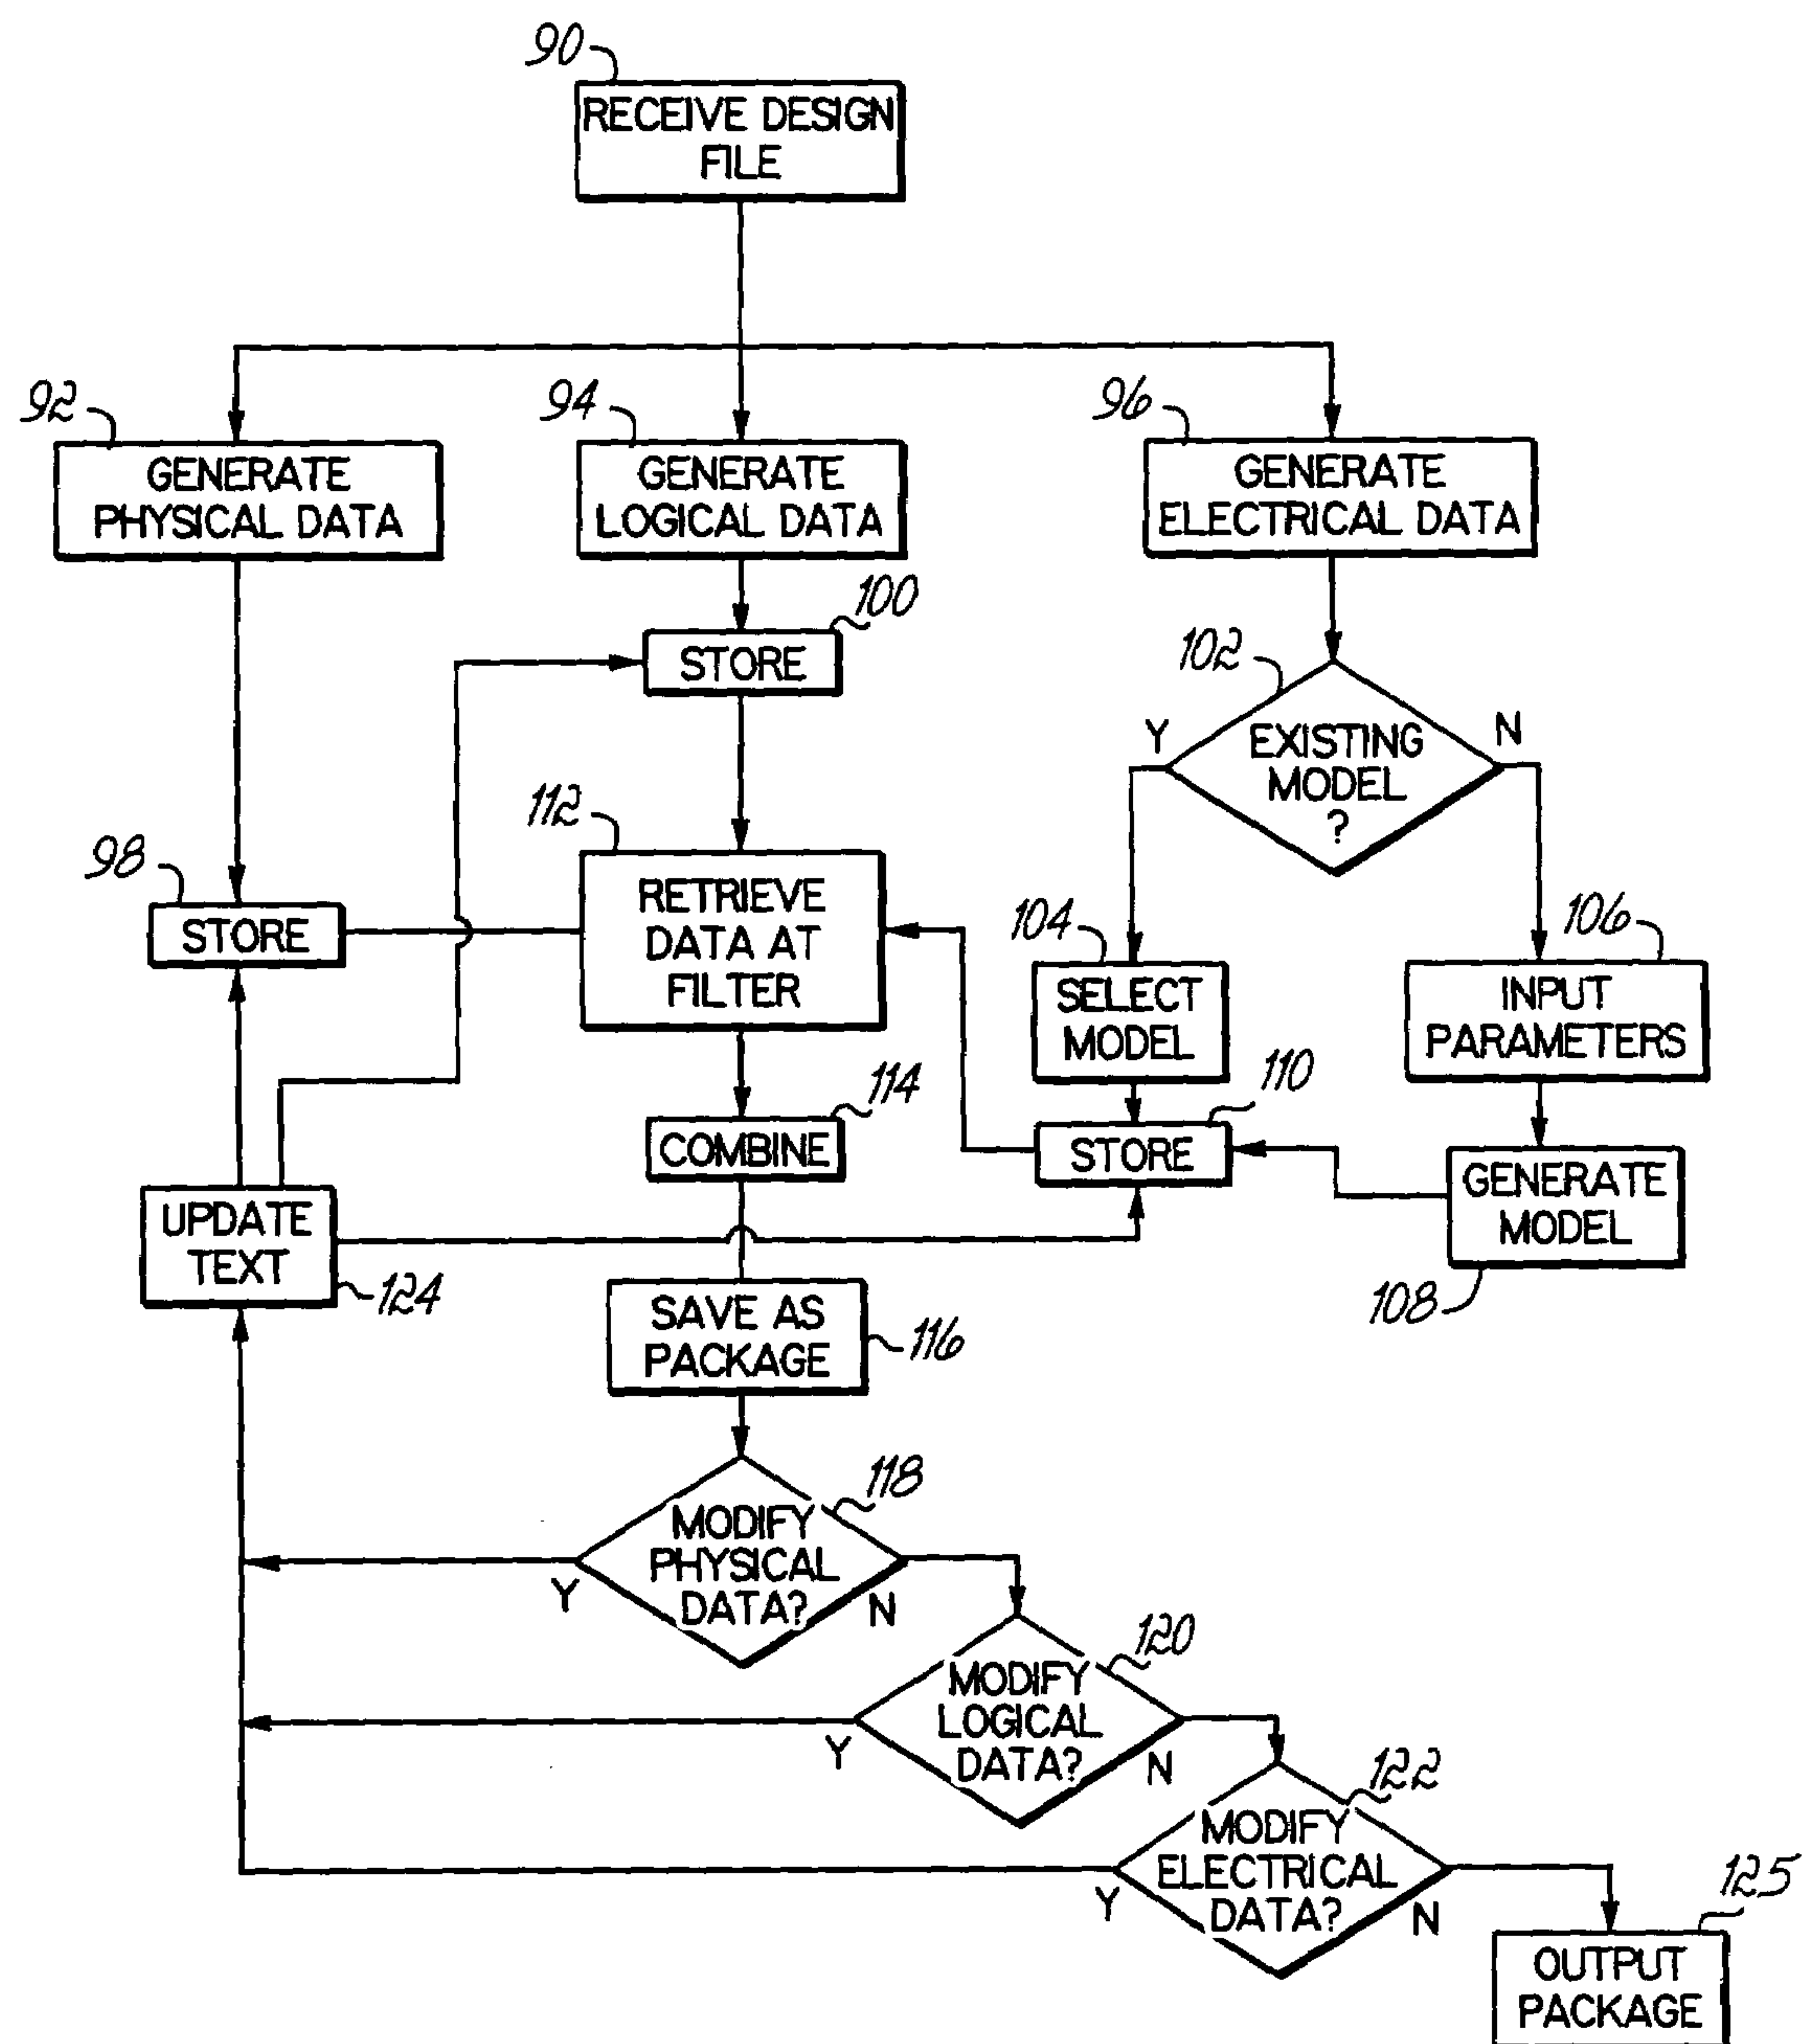 90
RECEIVE DESIGN
FILE
92
GENERATE
PHYSICAL DATA
94
GENERATE
LOGICAL DATA
96
GENERATE
ELECTRICAL DATA
100
STORE
102
EXISTING
MODEL
?
Y
N
98
STORE
112
RETRIEVE
DATA AT
FILTER
104
SELECT
MODEL
106
INPUT
PARAMETERS
114
COMBINE
110
STORE
GENERATE
MODEL
108
UPDATE
TEXT
124
SAVE AS
PACKAGE
116
118
MODIFY
PHYSICAL
DATA?
Y
N
120
MODIFY
LOGICAL
DATA?
Y
N
122
MODIFY
ELECTRICAL
DATA?
Y
N
125
OUTPUT
PACKAGE